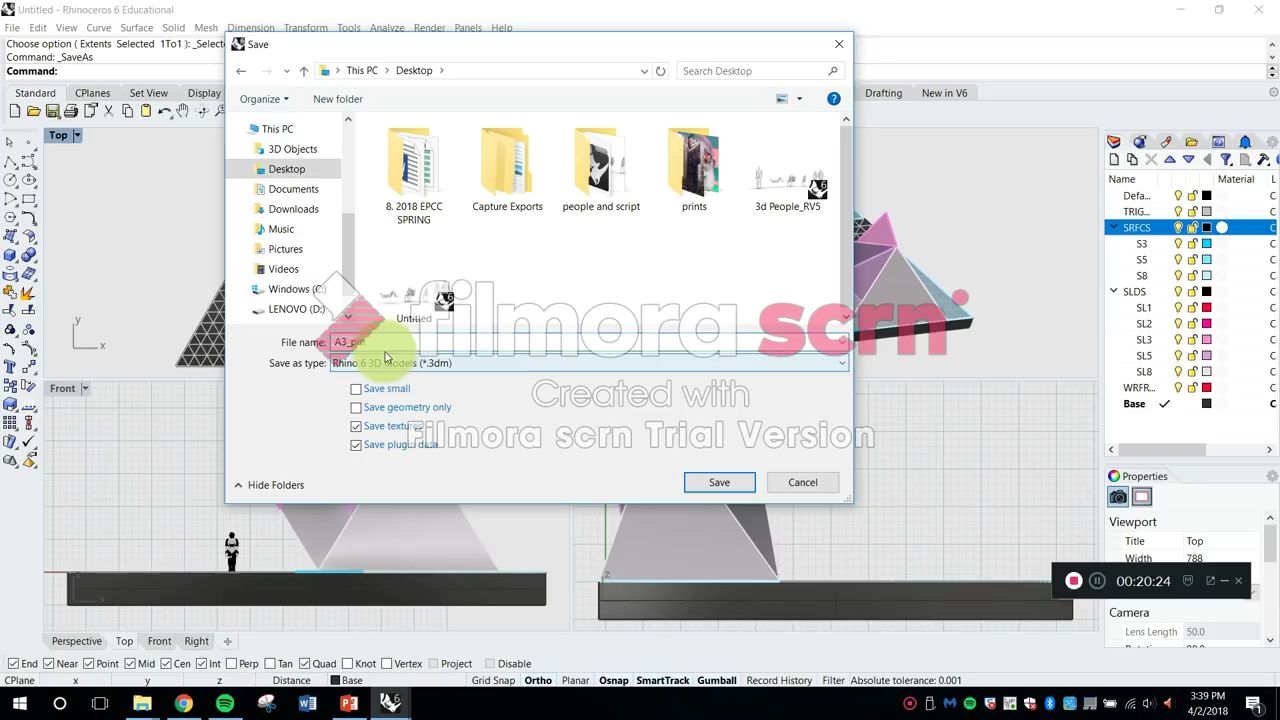 Untitled - Rhinoceros 6 Educational
File Edit View Curve Surface Solid Mesh Dimension Transform Tools Analyze Render Panels Help
Choose option ( Extents Selected 1To1 ): _Selecte
Command: _SaveAs
Command:
Standard CPlanes Set View Display Drafting New in V6
Save
This PC Desktop
Search Desktop
Organize New folder
This PC
3D Objects
Desktop
Documents
Downloads
Music
Pictures
Videos
Windows (C:)
LENOVO (D:)
8. 2018 EPCC SPRING
Capture Exports
people and script
prints
3d People_RV5
Untitled
File name: A3_pin
Save as type: Rhino 6 3D Models (*.3dm)
Save small
Save geometry only
Save textures
Save plugin data
Hide Folders
Save Cancel
filmora scrn
Created with
Filmora scrn Trial Version
Top
Front
y
x
z
Name Material L
Defa...
TRIG...
SRFCS
S3
S5
S8
SLDS
SL1
SL2
SL3
SL5
SL8
WRFR...
Base
Properties
Viewport
Title Top
Width 788
00:20:24
Camera
Lens Length 50.0
Perspective Top Front Right
End Near Point Mid Cen Int Perp Tan Quad Knot Vertex Project Disable
CPlane x y z Distance Base Grid Snap Ortho Planar Osnap SmartTrack Gumball Record History Filter Absolute tolerance: 0.001
3:39 PM
4/2/2018